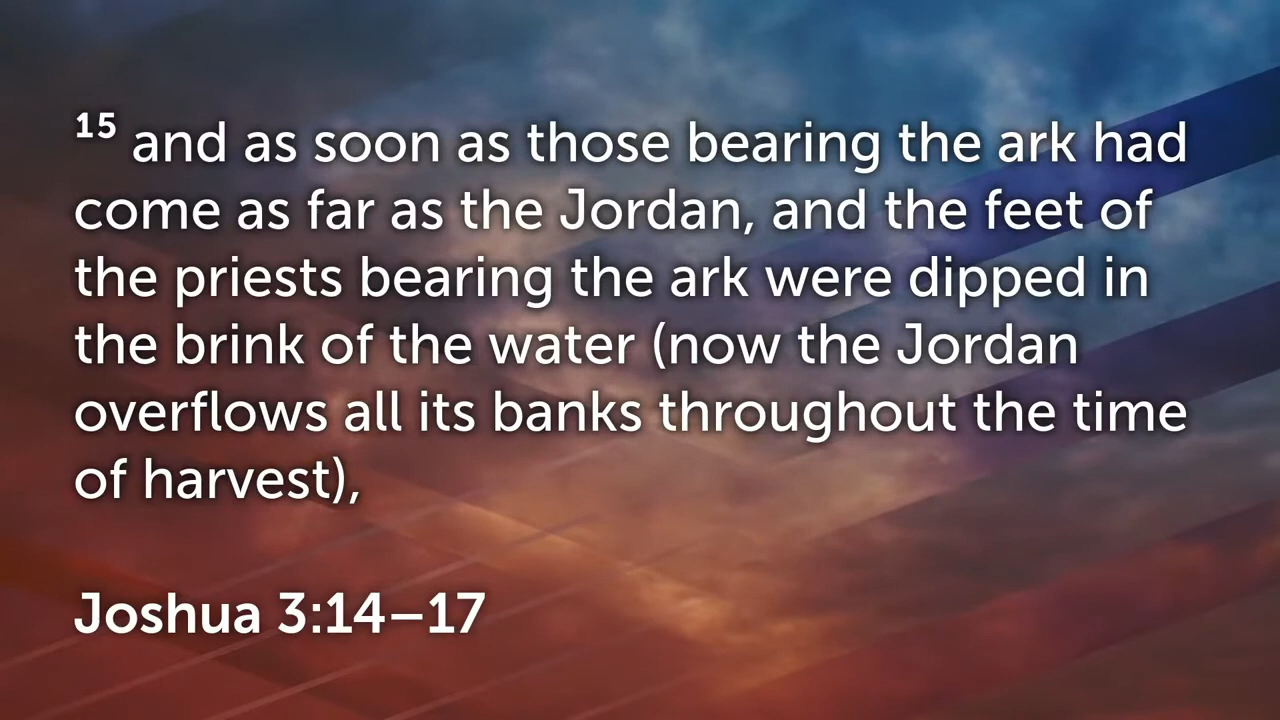 15 and as soon as those bearing the ark had
come as far as the Jordan, and the feet of
the priests bearing the ark were dipped in
the brink of the water (now the Jordan
overflows all its banks throughout the time
of harvest),
Joshua 3:14–17